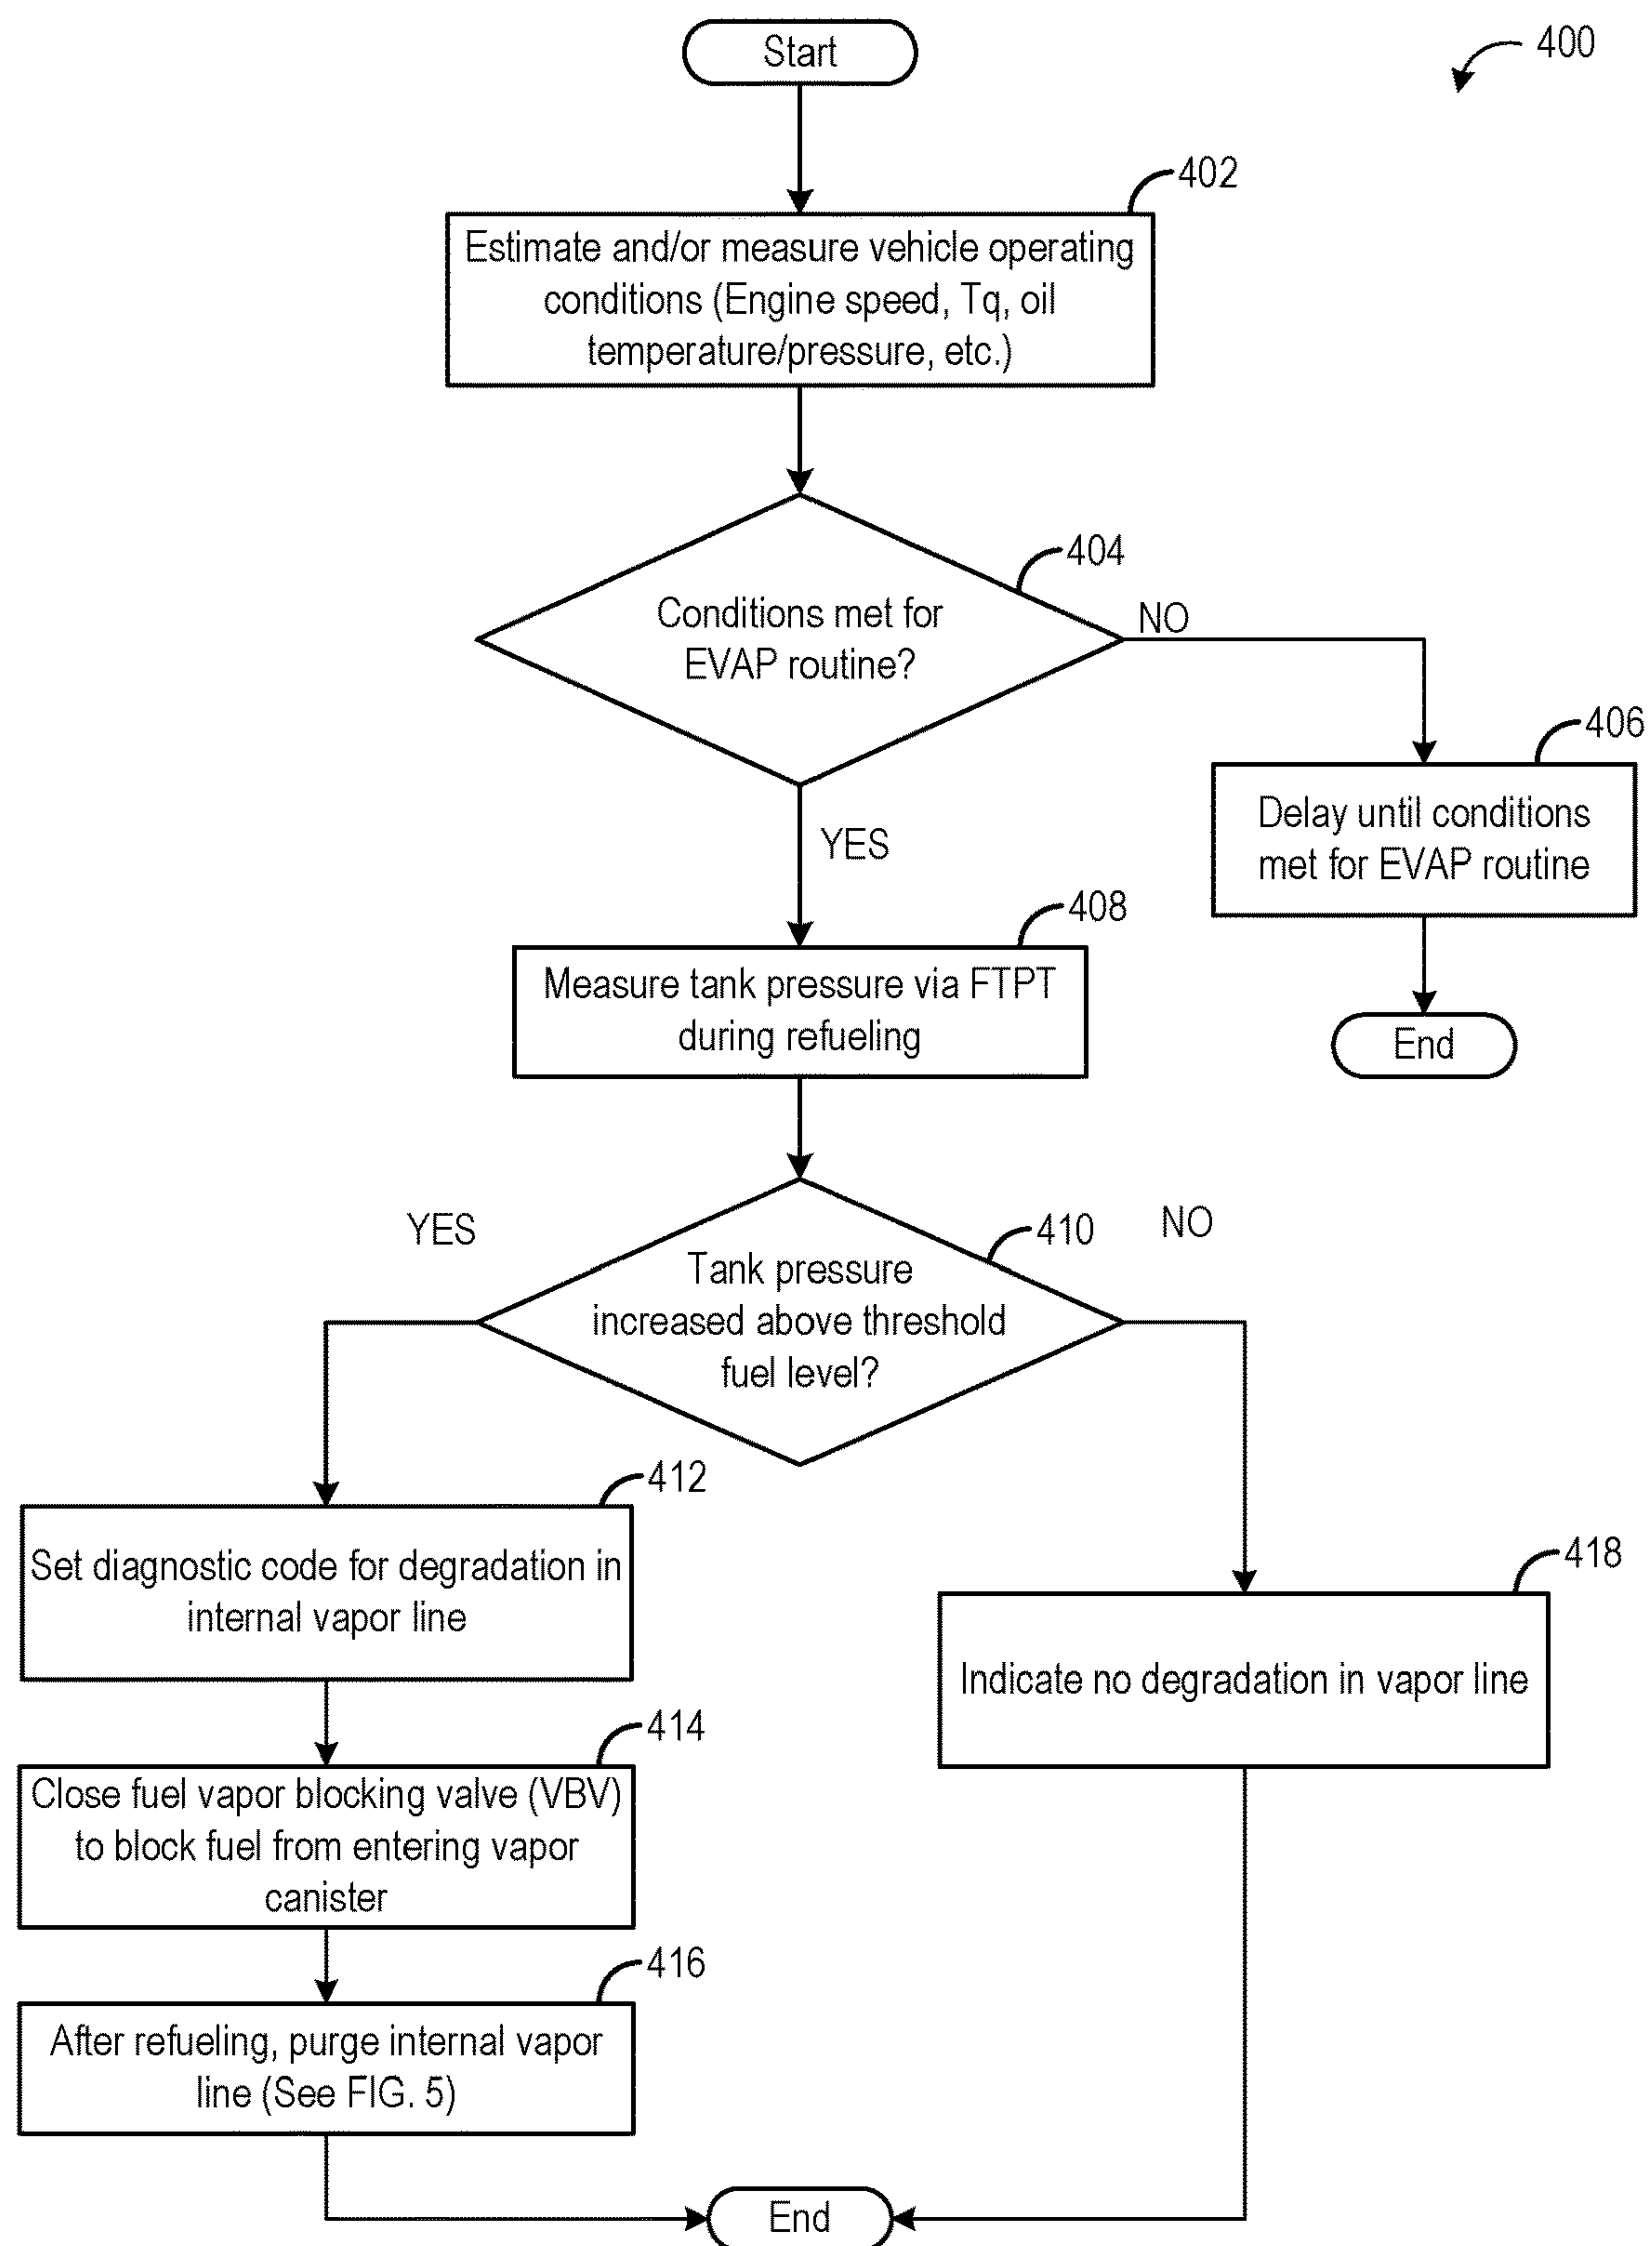 Start
400
402
Estimate and/or measure vehicle operating
conditions (Engine speed, Tq, oil
temperature/pressure, etc.)
404
Conditions met for
EVAP routine?
NO
406
Delay until conditions
met for EVAP routine
End
YES
408
Measure tank pressure via FTPT
during refueling
YES
410
NO
Tank pressure
increased above threshold
fuel level?
412
Set diagnostic code for degradation in
internal vapor line
414
Close fuel vapor blocking valve (VBV)
to block fuel from entering vapor
canister
416
After refueling, purge internal vapor
line (See FIG. 5)
418
Indicate no degradation in vapor line
End